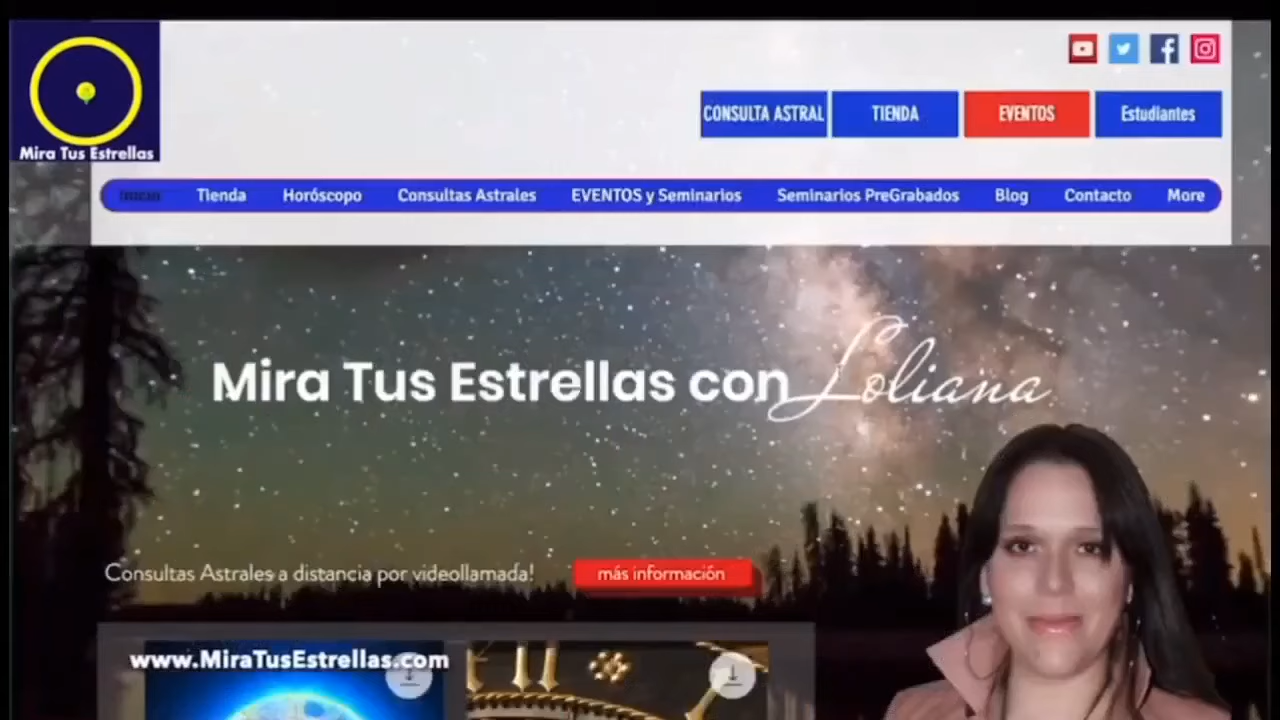 Mira Tus Estrellas
CONSULTA ASTRAL TIENDA EVENTOS Estudiantes
Inicio Tienda Horóscopo Consultas Astrales EVENTOS y Seminarios Seminarios PreGrabados Blog Contacto More
Mira Tus Estrellas con Loliana
Consultas Astrales a distancia por videollamada! más información
www.MiraTusEstrellas.com